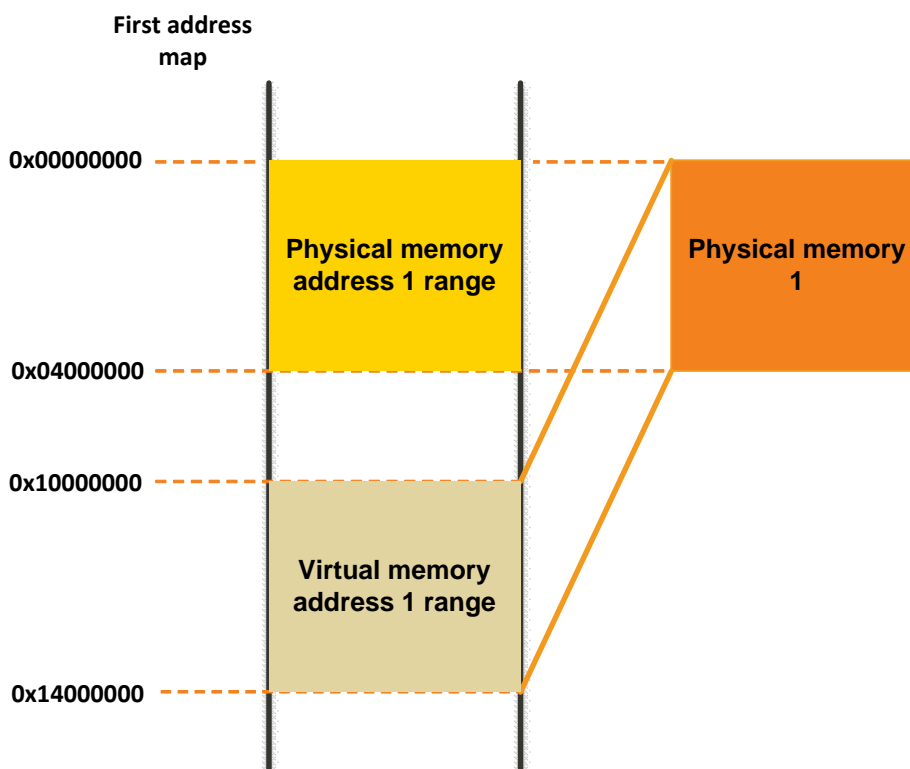 First address
map
0x00000000
Physical memory
address 1 range
Physical memory
1
0x04000000
0x10000000
Virtual memory
address 1 range
0x14000000